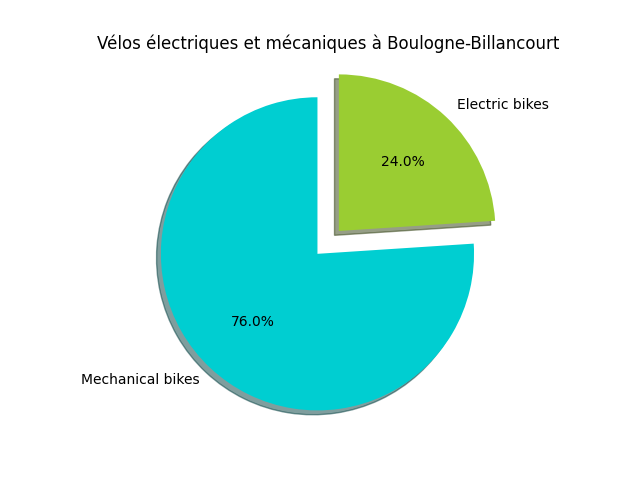 Vélos électriques et mécaniques à Boulogne-Billancourt
Electric bikes
24.0%
76.0%
Mechanical bikes